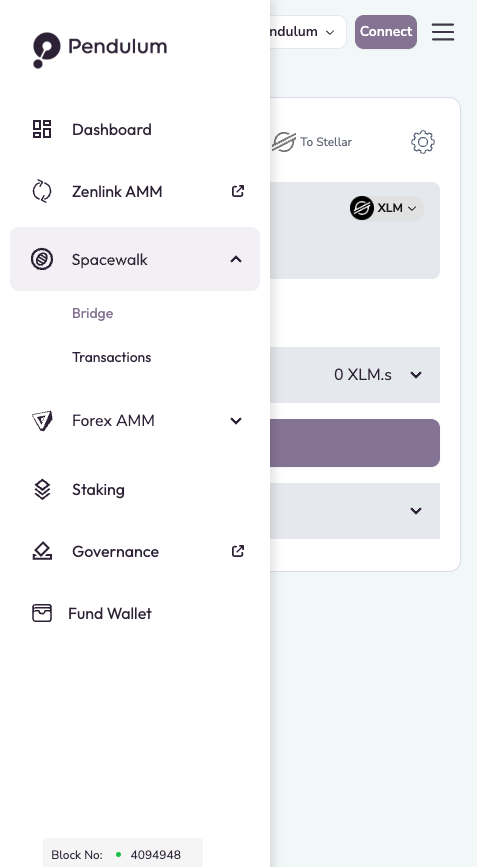 Pendulum
ndulum
Connect
Dashboard
To Stellar
Zenlink AMM
XLM
Spacewalk
Bridge
Transactions
0 XLM.s
Forex AMM
Staking
Governance
Fund Wallet
Block No: 4094948